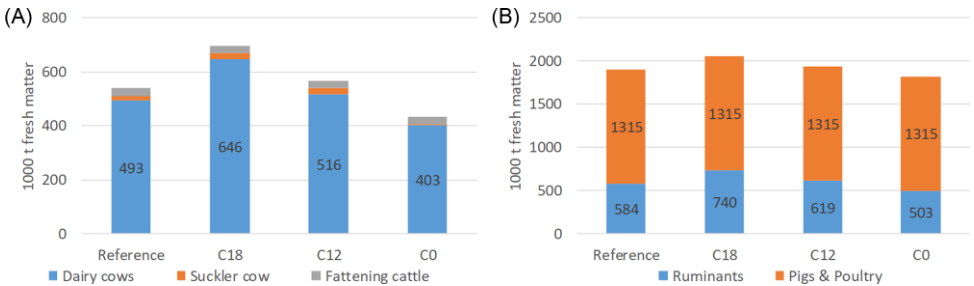 (A)
1000 t fresh matter
800
600
400
200
0
493
646
516
403
Reference C18 C12 C0
Dairy cows Suckler cow Fattening cattle
(B)
1000 t fresh matter
2500
2000
1500
1000
500
0
1315 1315 1315 1315
584 740 619 503
Reference C18 C12 C0
Ruminants Pigs & Poultry